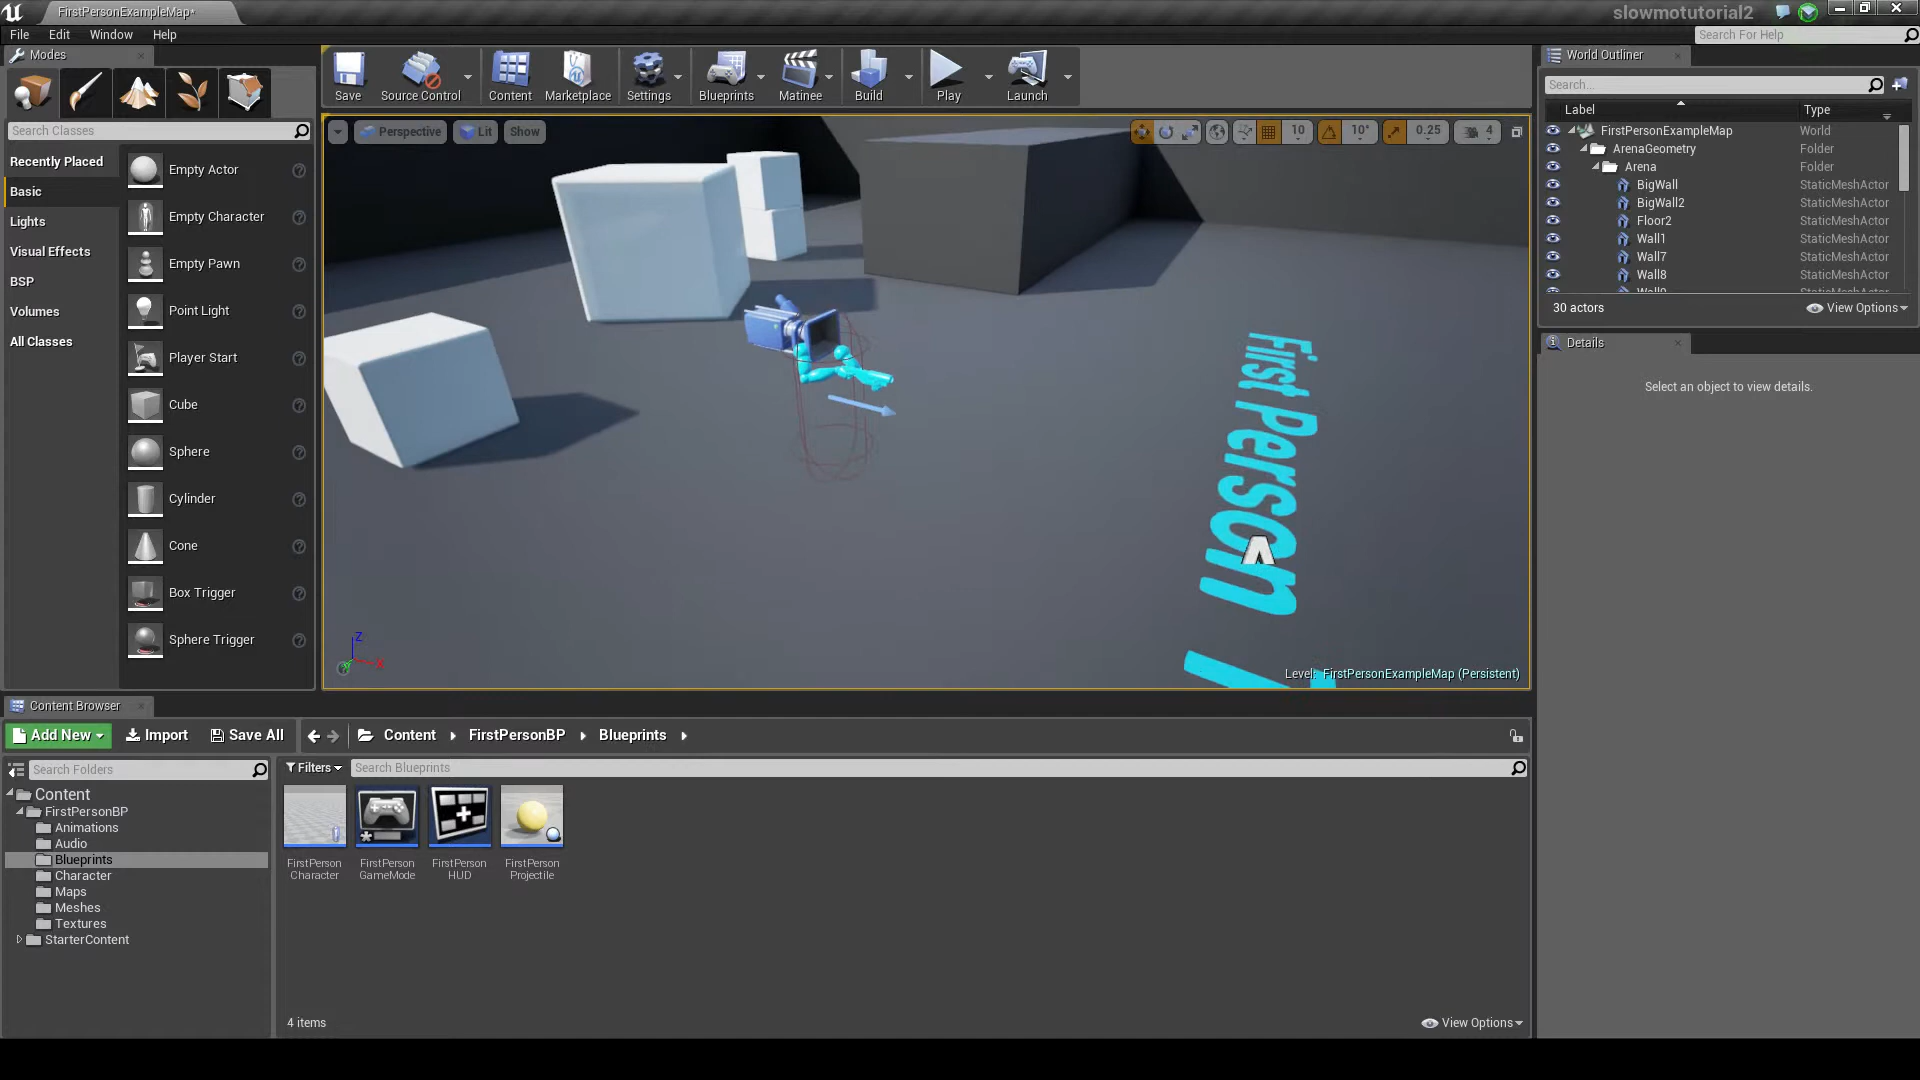 FirstPersonExampleMap*
slowmotutorial2
File Edit Window Help
Search For Help
Modes
Save
Source Control
Content
Marketplace
Settings
Blueprints
Matinee
Build
Play
Launch
World Outliner
Search...
Label Type
Search Classes
Perspective Lit Show
10 10° 0.25 4
Recently Placed
Basic
Lights
Visual Effects
BSP
Volumes
All Classes
Empty Actor
Empty Character
Empty Pawn
Point Light
Player Start
Cube
Sphere
Cylinder
Cone
Box Trigger
Sphere Trigger
First Person
Z
X
Level: FirstPersonExampleMap (Persistent)
FirstPersonExampleMap World
ArenaGeometry Folder
Arena Folder
BigWall StaticMeshActor
BigWall2 StaticMeshActor
Floor2 StaticMeshActor
Wall1 StaticMeshActor
Wall7 StaticMeshActor
Wall8 StaticMeshActor
30 actors View Options
Details
Select an object to view details.
Content Browser
Add New Import Save All Content FirstPersonBP Blueprints
Search Folders
Filters Search Blueprints
Content
FirstPersonBP
Animations
Audio
Blueprints
Character
Maps
Meshes
Textures
StarterContent
FirstPerson
Character
FirstPerson
GameMode
FirstPerson
HUD
FirstPerson
Projectile
4 items View Options